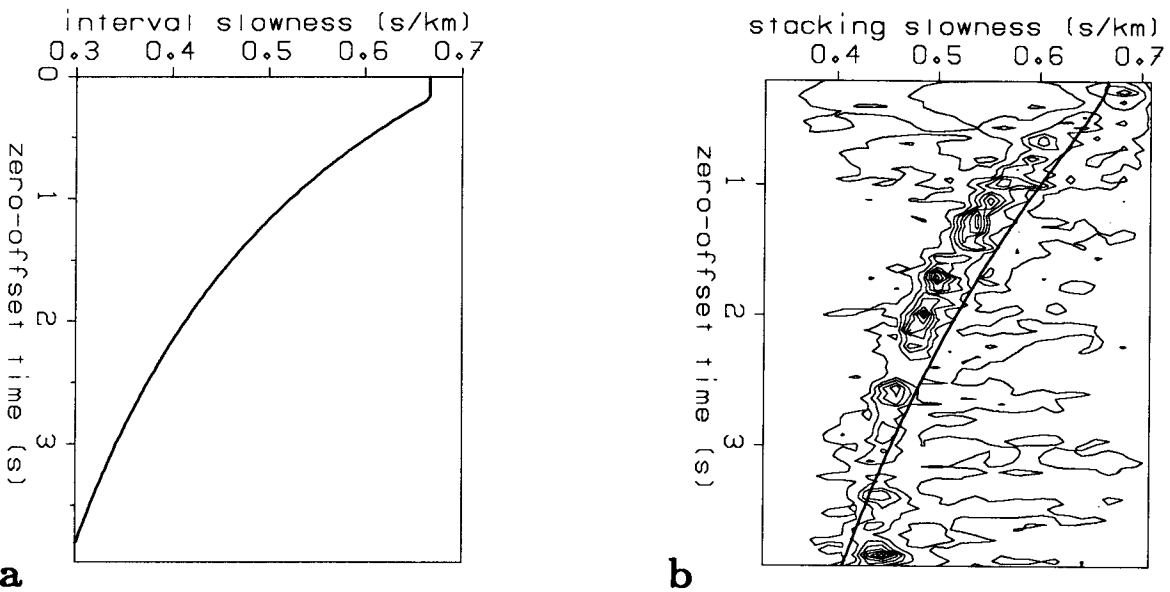 interval slowness (s/km)
0.3 0.4 0.5 0.6 0.7
0
1
2
3
zero-offset time (s)
a
stacking slowness (s/km)
0.4 0.5 0.6 0.7
1
2
3
zero-offset time (s)
b